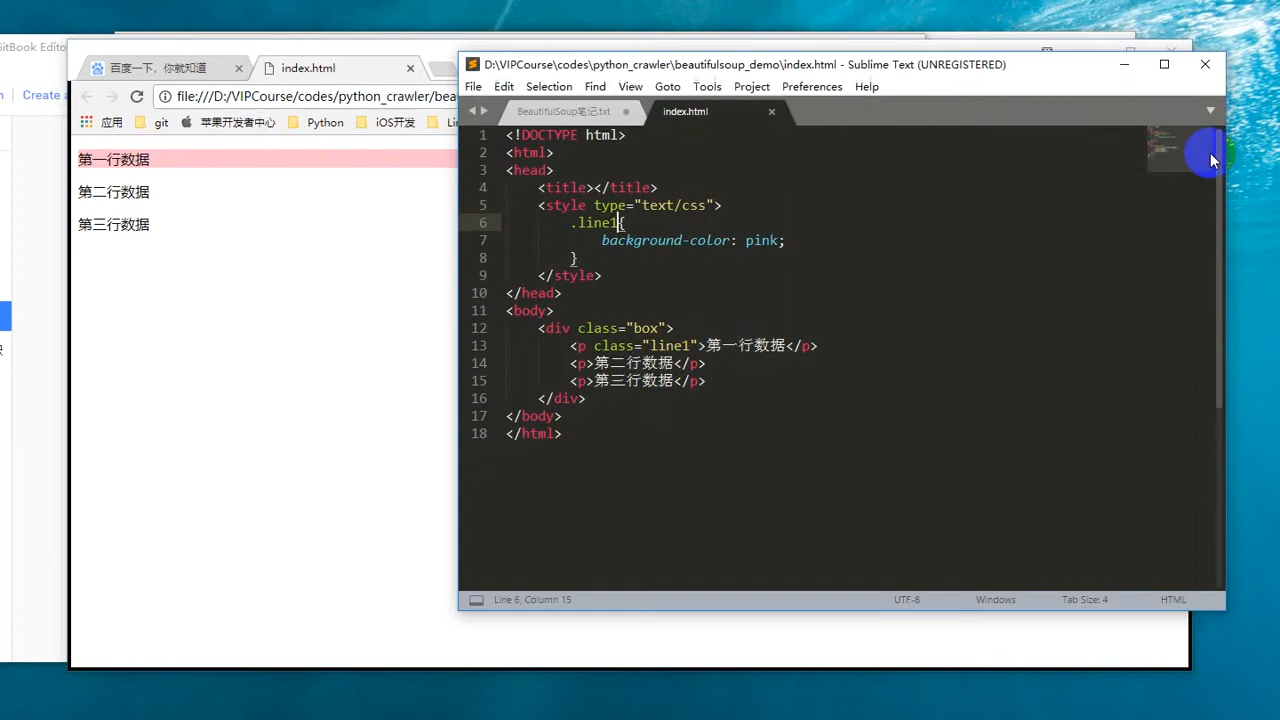 GitBook Edito
Create a
百度一下，你就知道
index.html
file:///D:/VIPCourse/codes/python_crawler/bea
应用 git 苹果开发者中心 Python iOS开发 Lin
第一行数据
第二行数据
第三行数据
D:\VIPCourse\codes\python_crawler\beautifulsoup_demo\index.html - Sublime Text (UNREGISTERED)
File Edit Selection Find View Goto Tools Project Preferences Help
BeautifulSoup笔记.txt index.html
1 <!DOCTYPE html>
2 <html>
3 <head>
4 <title></title>
5 <style type="text/css">
6 .line1{
7 background-color: pink;
8 }
9 </style>
10 </head>
11 <body>
12 <div class="box">
13 <p class="line1">第一行数据</p>
14 <p>第二行数据</p>
15 <p>第三行数据</p>
16 </div>
17 </body>
18 </html>
Line 6, Column 15 UTF-8 Windows Tab Size: 4 HTML